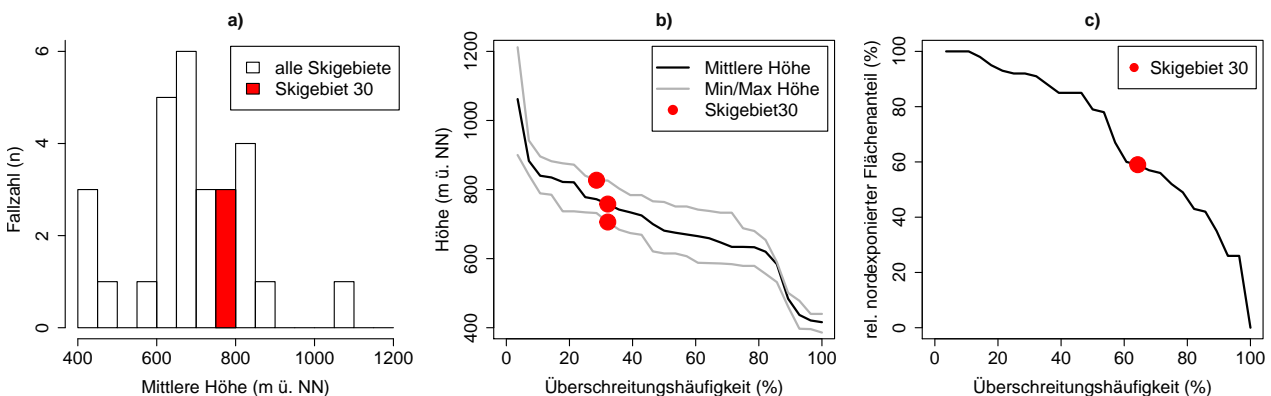 a)
6
4
2
0
Fallzahl (n)
alle Skigebiete
Skigebiet 30
400 600 800 1000 1200
Mittlere Höhe (m ü. NN)
b)
1200
1000
800
600
400
Höhe (m ü. NN)
Mittlere Höhe
Min/Max Höhe
Skigebiet30
0 20 40 60 80 100
Überschreitungshäufigkeit (%)
c)
100
80
60
40
20
0
rel. nordexponierter Flächenanteil (%)
Skigebiet 30
0 20 40 60 80 100
Überschreitungshäufigkeit (%)